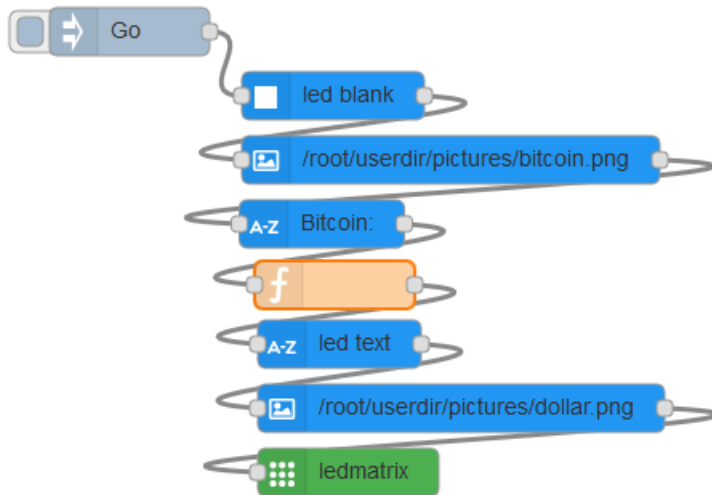 Go
led blank
/root/userdir/pictures/bitcoin.png
A-Z Bitcoin:
f
A-Z led text
/root/userdir/pictures/dollar.png
ledmatrix